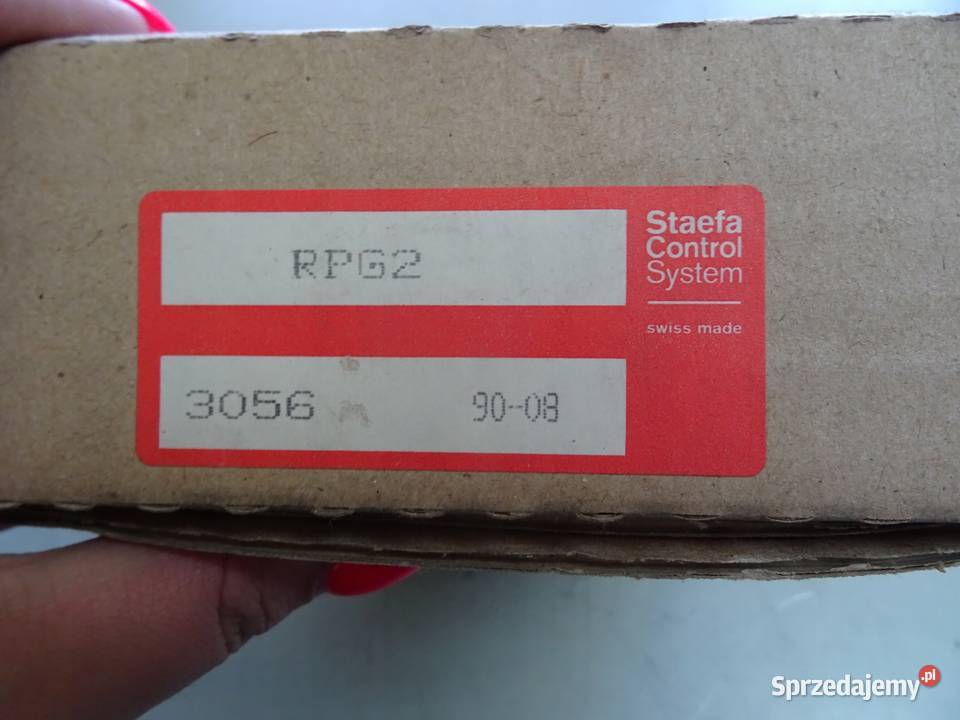 RPG2
Staefa
Control
System
swiss made
3056
90--08
Sprzedajemy.pl